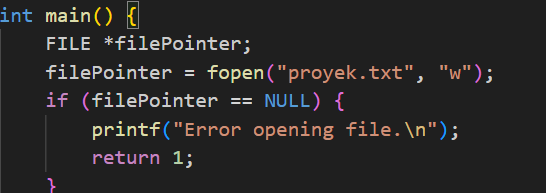 int main() {
    FILE *filePointer;
    filePointer = fopen("proyek.txt", "w");
    if (filePointer == NULL) {
        printf("Error opening file.\n");
        return 1;
    }